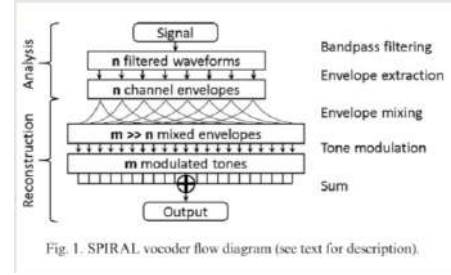 Signal
n filtered waveforms
Bandpass filtering
Analysis
Envelope extraction
n channel envelopes
Envelope mixing
m >> n mixed envelopes
Tone modulation
Reconstruction
m modulated tones
Sum
Output
Fig. 1. SPIRAL vocoder flow diagram (see text for description).